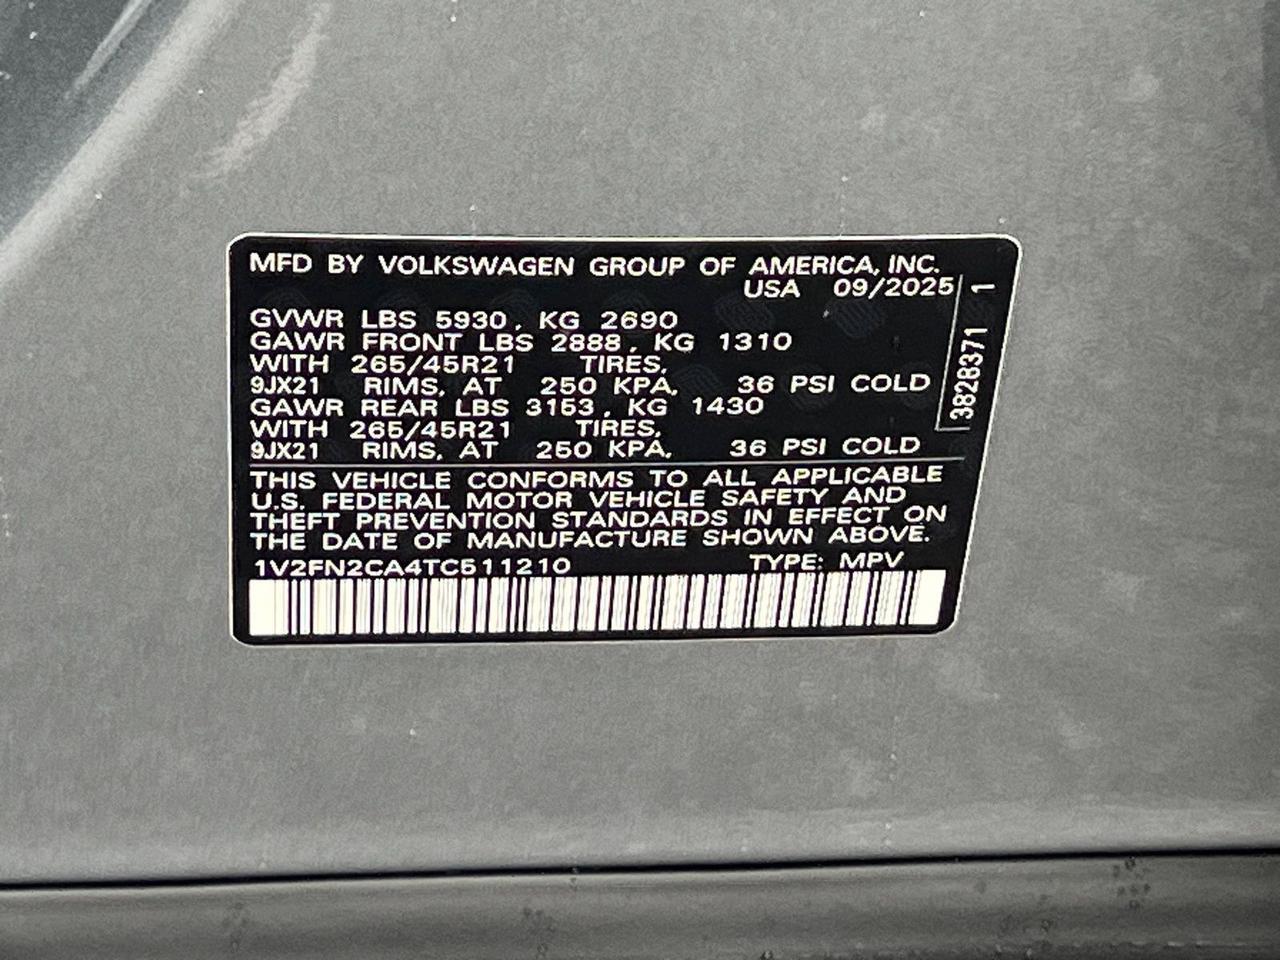 MFD BY VOLKSWAGEN GROUP OF AMERICA, INC.
USA 09/2025
GVWR LBS 5930, KG 2690
GAWR FRONT LBS 2888, KG 1310
WITH 265/45R21 TIRES,
9JX21 RIMS, AT 250 KPA, 36 PSI COLD
GAWR REAR LBS 3153, KG 1430
WITH 265/45R21 TIRES,
9JX21 RIMS, AT 250 KPA, 36 PSI COLD
THIS VEHICLE CONFORMS TO ALL APPLICABLE
U.S. FEDERAL MOTOR VEHICLE SAFETY AND
THEFT PREVENTION STANDARDS IN EFFECT ON
THE DATE OF MANUFACTURE SHOWN ABOVE.
1V2FN2CA4TC511210 TYPE: MPV
3828371 1